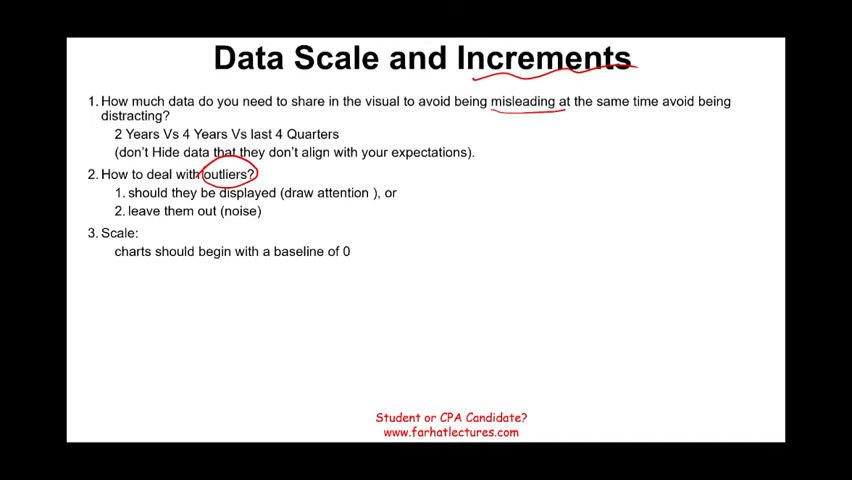 Data Scale and Increments
1. How much data do you need to share in the visual to avoid being misleading at the same time avoid being
distracting?
2 Years Vs 4 Years Vs last 4 Quarters
(don't Hide data that they don't align with your expectations).
2. How to deal with outliers?
1. should they be displayed (draw attention ), or
2. leave them out (noise)
3. Scale:
charts should begin with a baseline of 0
Student or CPA Candidate?
www.farhatlectures.com